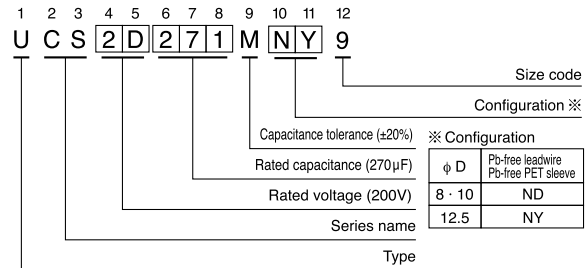 1 2 3 4 5 6 7 8 9 10 11 12
U C S 2 D 2 7 1 M N Y 9
Size code
Configuration ※
Capacitance tolerance (±20%)
Rated capacitance (270µF)
Rated voltage (200V)
Series name
Type
※ Configuration
ϕ D Pb-free leadwire
Pb-free PET sleeve
8 · 10 ND
12.5 NY